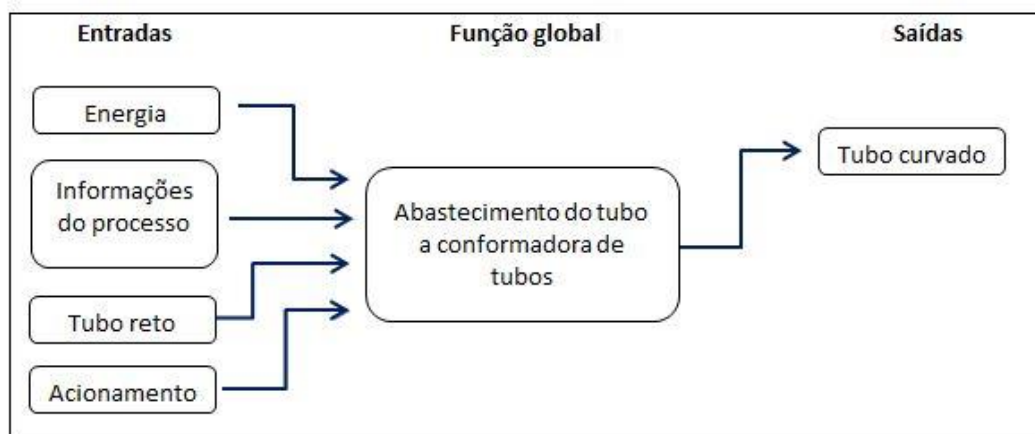 Entradas
Função global
Saídas
Energia
Informações
do processo
Tubo reto
Acionamento
Abastecimento do tubo
a conformadora de
tubos
Tubo curvado